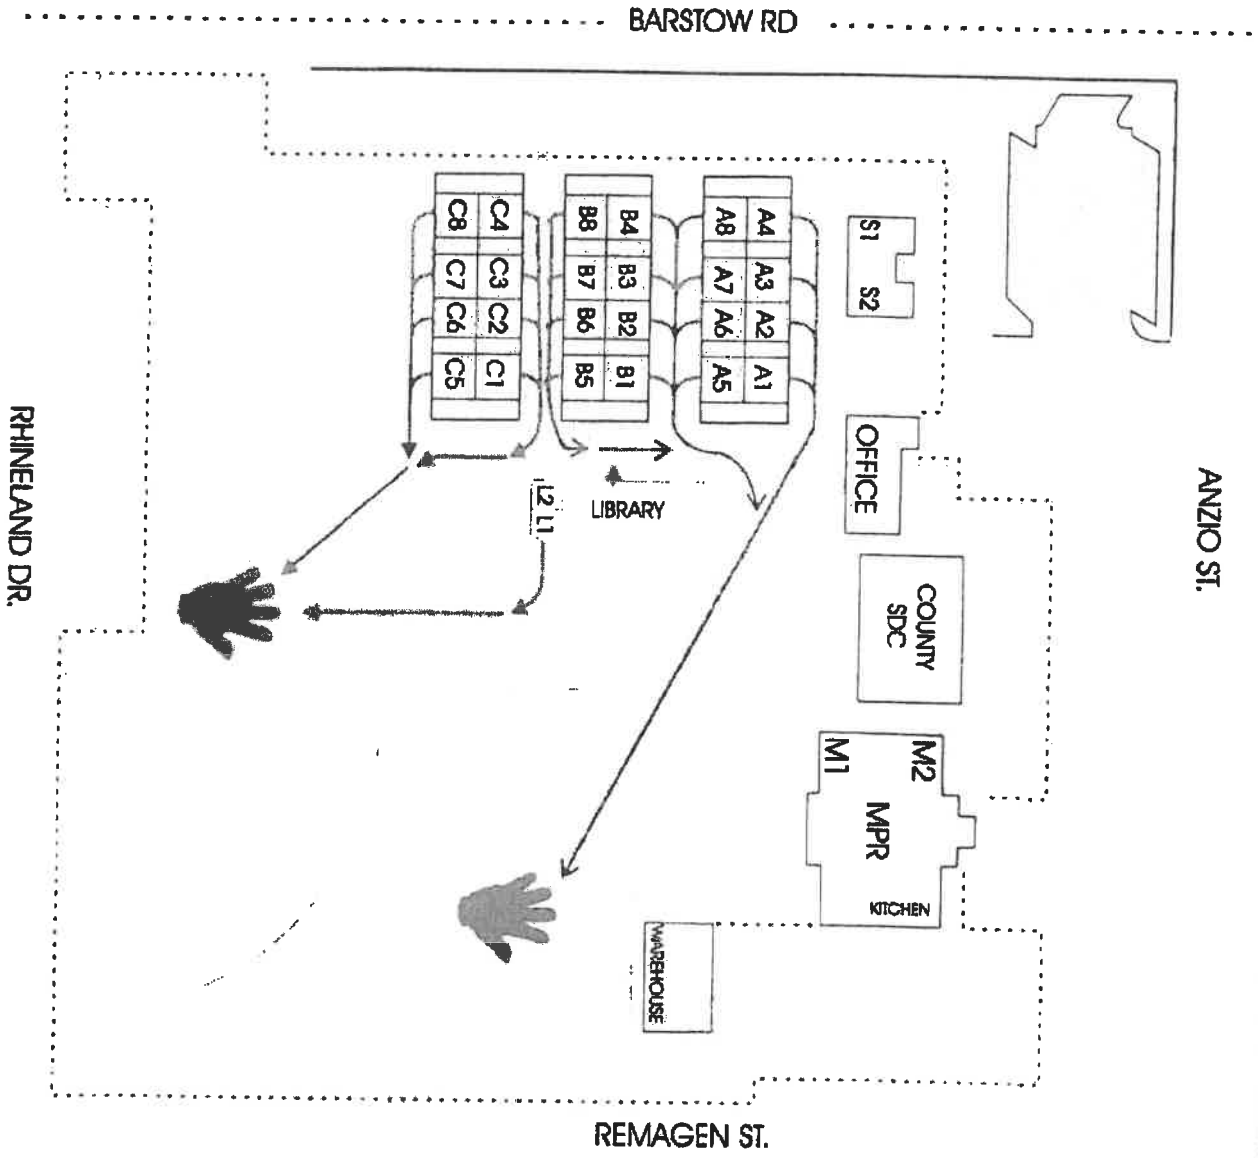 BARSTOW RD
C8 C4
C7 C3
C6 C2
C5 C1
B8 B4
B7 B3
B6 B2
B5 B1
A8 A4
A7 A3
A6 A2
A5 A1
S1
S2
OFFICE
L2 L1
LIBRARY
COUNTY
SDC
M1
M2
MPR
KITCHEN
WAREHOUSE
RHINELAND DR.
ANZIO ST.
REMAGEN ST.